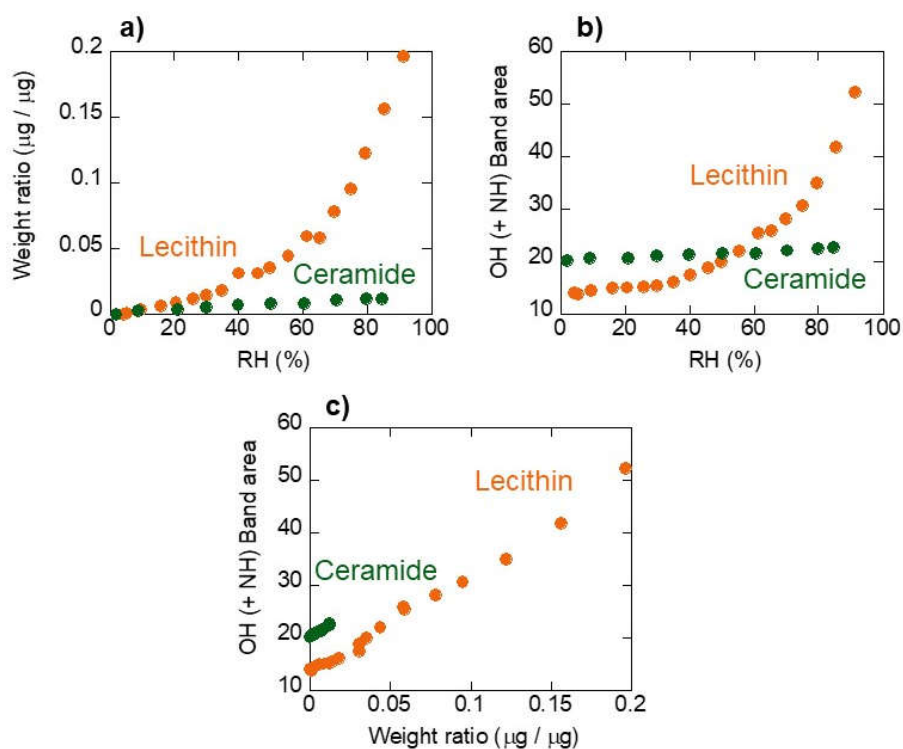 a)
Weight ratio (μg / μg)
0.2
0.15
0.1
0.05
0
Lecithin
Ceramide
0 20 40 60 80 100
RH (%)
b)
OH (+ NH) Band area
60
50
40
30
20
10
Lecithin
Ceramide
0 20 40 60 80 100
RH (%)
c)
OH (+ NH) Band area
60
50
40
30
20
10
Lecithin
Ceramide
0 0.05 0.1 0.15 0.2
Weight ratio (μg / μg)